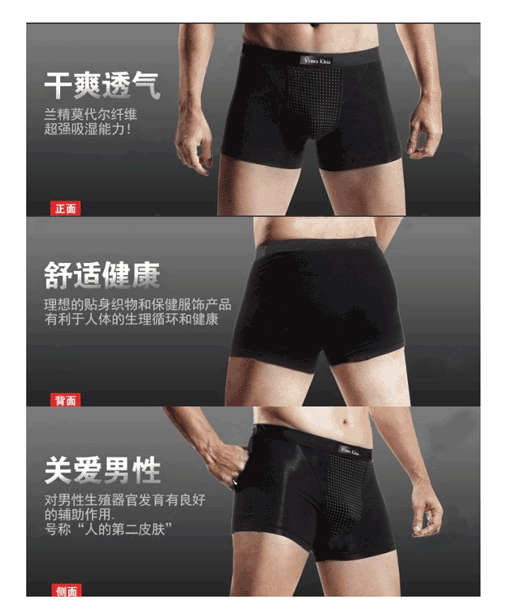 Vinex Khin
干爽透气
兰精莫代尔纤维
超强吸湿能力！
正面
舒适健康
理想的贴身织物和保健服饰产品
有利于人体的生理循环和健康
背面
关爱男性
对男性生殖器官发育有良好
的辅助作用.
号称“人的第二皮肤”
侧面